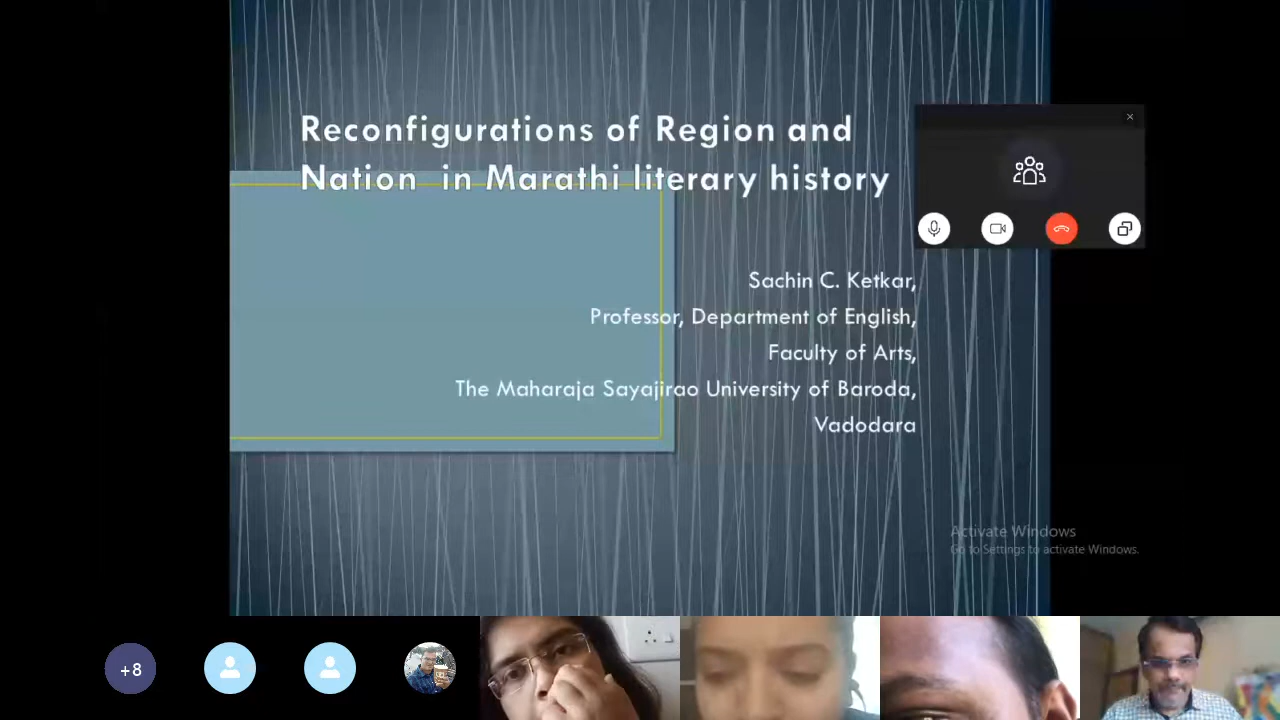 Reconfigurations of Region and
Nation in Marathi literary history
Sachin C. Ketkar,
Professor, Department of English,
Faculty of Arts,
The Maharaja Sayajirao University of Baroda,
Vadodara
Activate Windows
Go to Settings to activate Windows.
+8